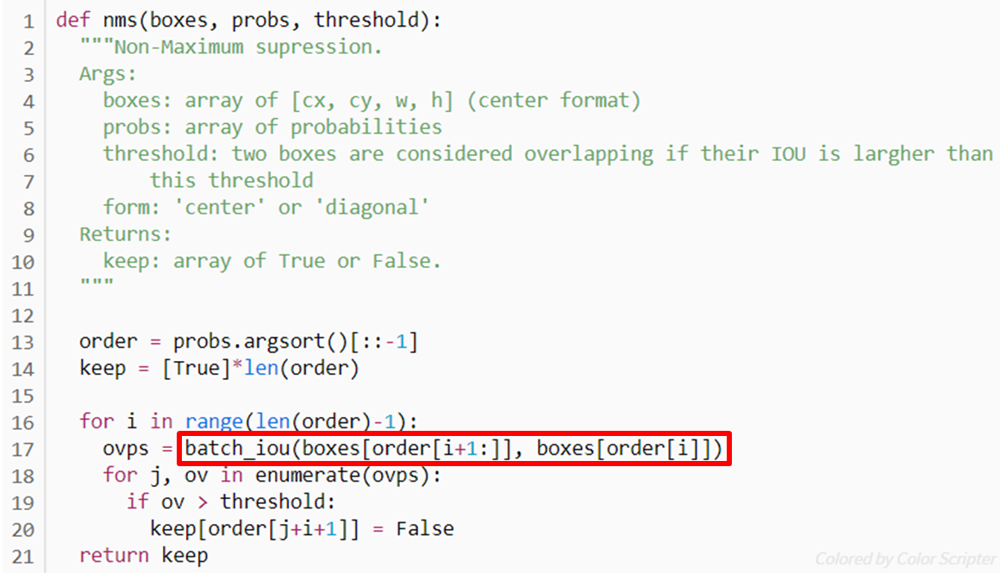 1 def nms(boxes, probs, threshold):
2 """Non-Maximum supression.
3 Args:
4 boxes: array of [cx, cy, w, h] (center format)
5 probs: array of probabilities
6 threshold: two boxes are considered overlapping if their IOU is largher than
7 this threshold
8 form: 'center' or 'diagonal'
9 Returns:
10 keep: array of True or False.
11 """
12
13 order = probs.argsort()[::-1]
14 keep = [True]*len(order)
15
16 for i in range(len(order)-1):
17 ovps = batch_iou(boxes[order[i+1:]], boxes[order[i]])
18 for j, ov in enumerate(ovps):
19 if ov > threshold:
20 keep[order[j+i+1]] = False
21 return keep
Colored by Color Scripter